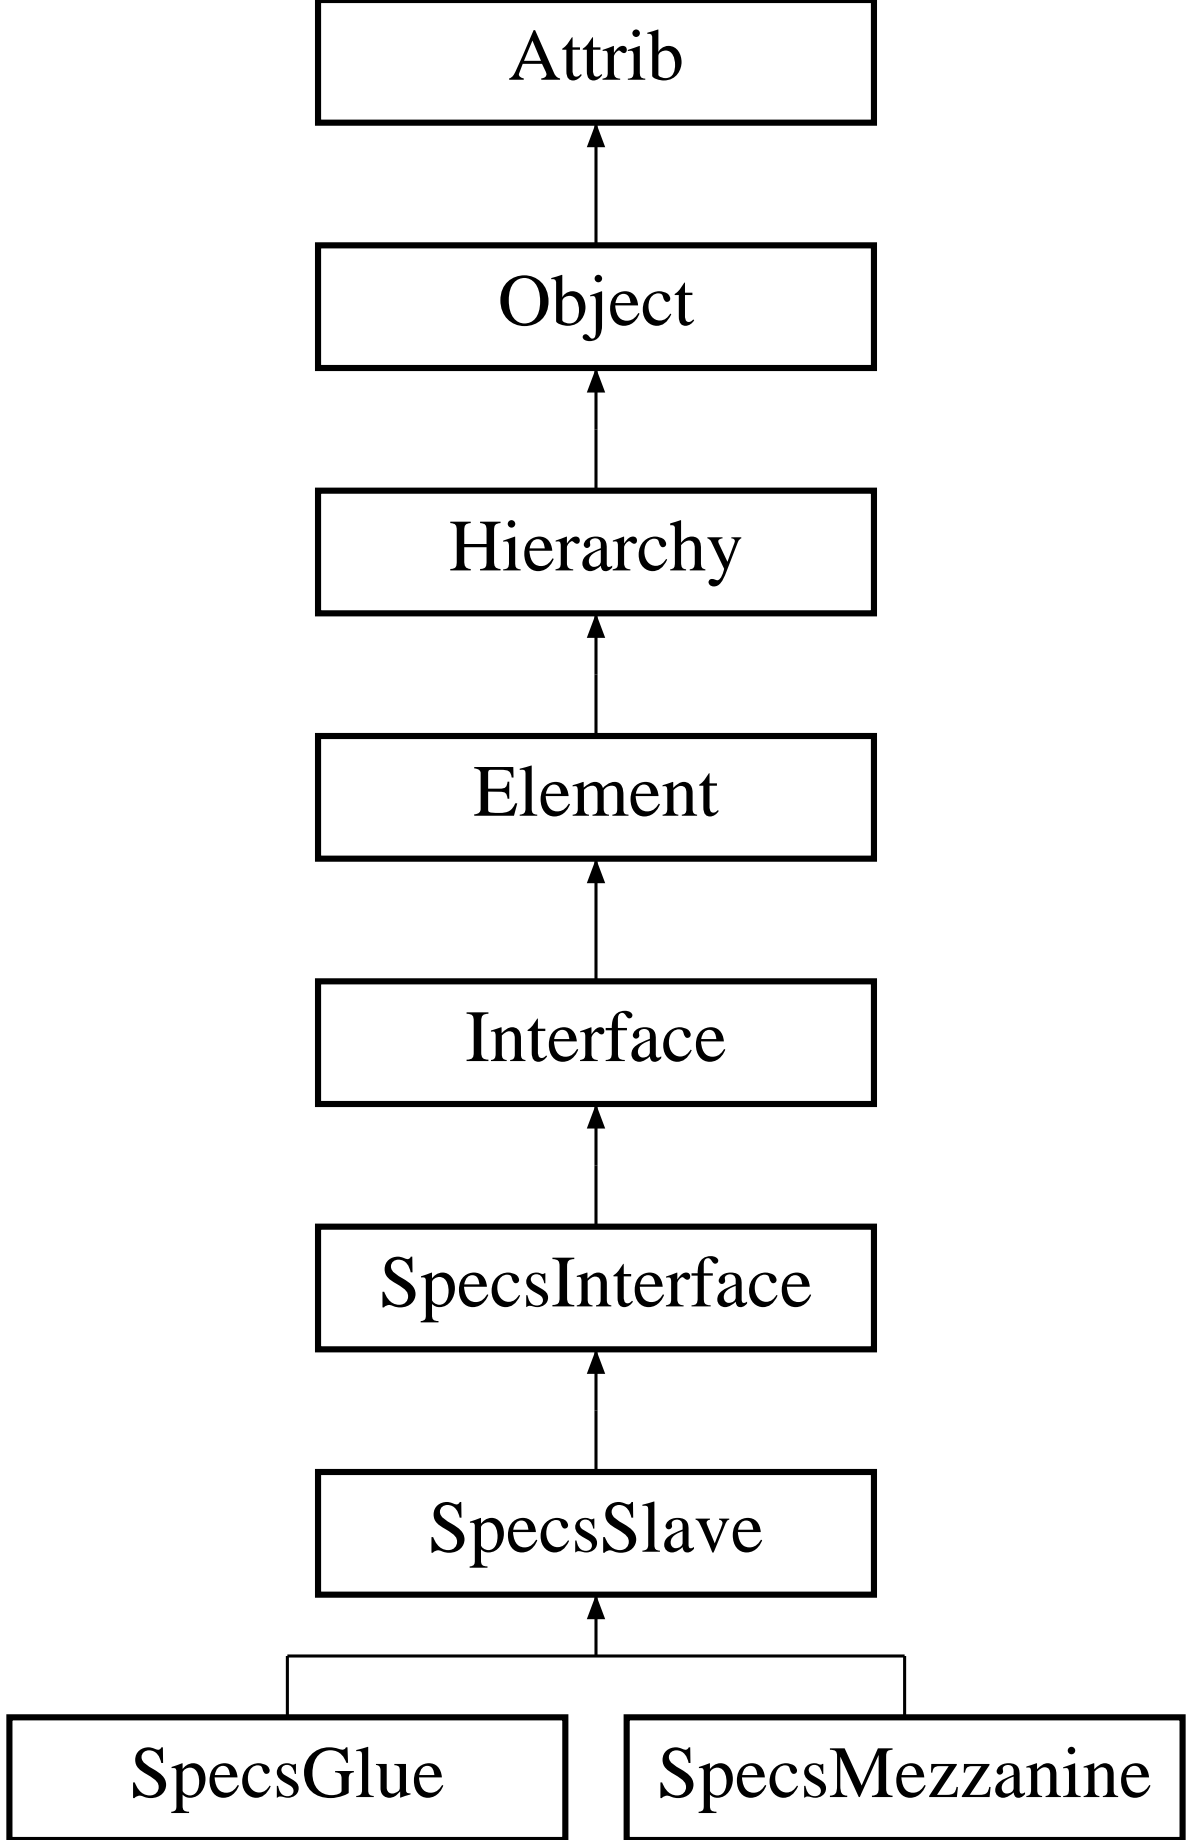 Attrib
Object
Hierarchy
Element
Interface
SpecsInterface
SpecsSlave
SpecsGlue
SpecsMezzanine